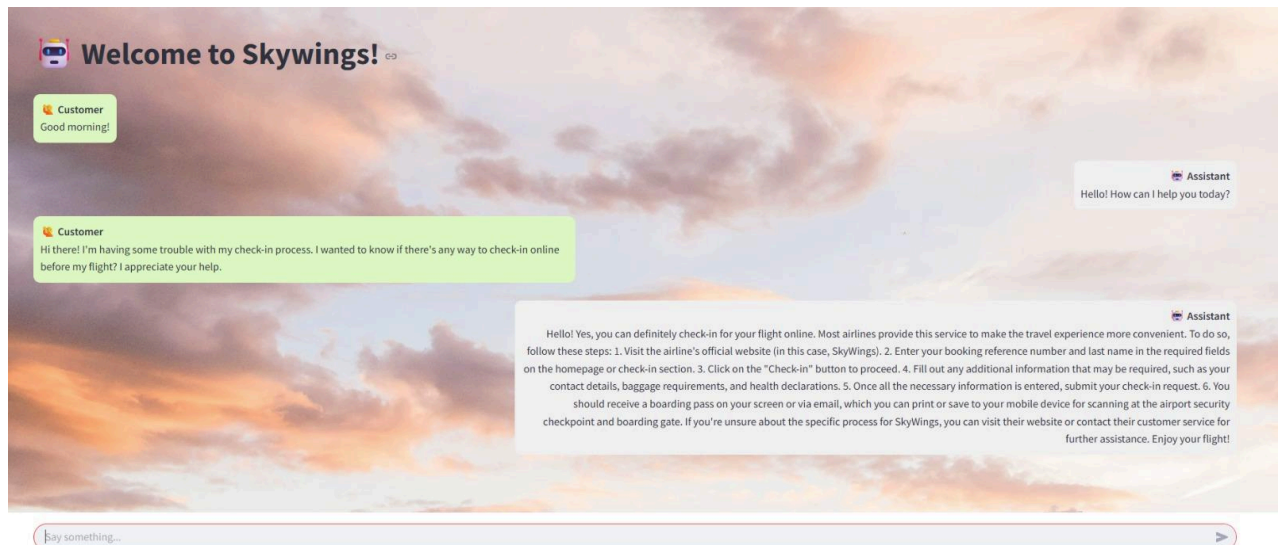 Welcome to Skywings!
Customer
Good morning!
Assistant
Hello! How can I help you today?
Customer
Hi there! I'm having some trouble with my check-in process. I wanted to know if there's any way to check-in online
before my flight? I appreciate your help.
Assistant
Hello! Yes, you can definitely check-in for your flight online. Most airlines provide this service to make the travel experience more convenient. To do so,
follow these steps: 1. Visit the airline's official website (in this case, SkyWings). 2. Enter your booking reference number and last name in the required fields
on the homepage or check-in section. 3. Click on the "Check-in" button to proceed. 4. Fill out any additional information that may be required, such as your
contact details, baggage requirements, and health declarations. 5. Once all the necessary information is entered, submit your check-in request. 6. You
should receive a boarding pass on your screen or via email, which you can print or save to your mobile device for scanning at the airport security
checkpoint and boarding gate. If you're unsure about the specific process for SkyWings, you can visit their website or contact their customer service for
further assistance. Enjoy your flight!
Say something...